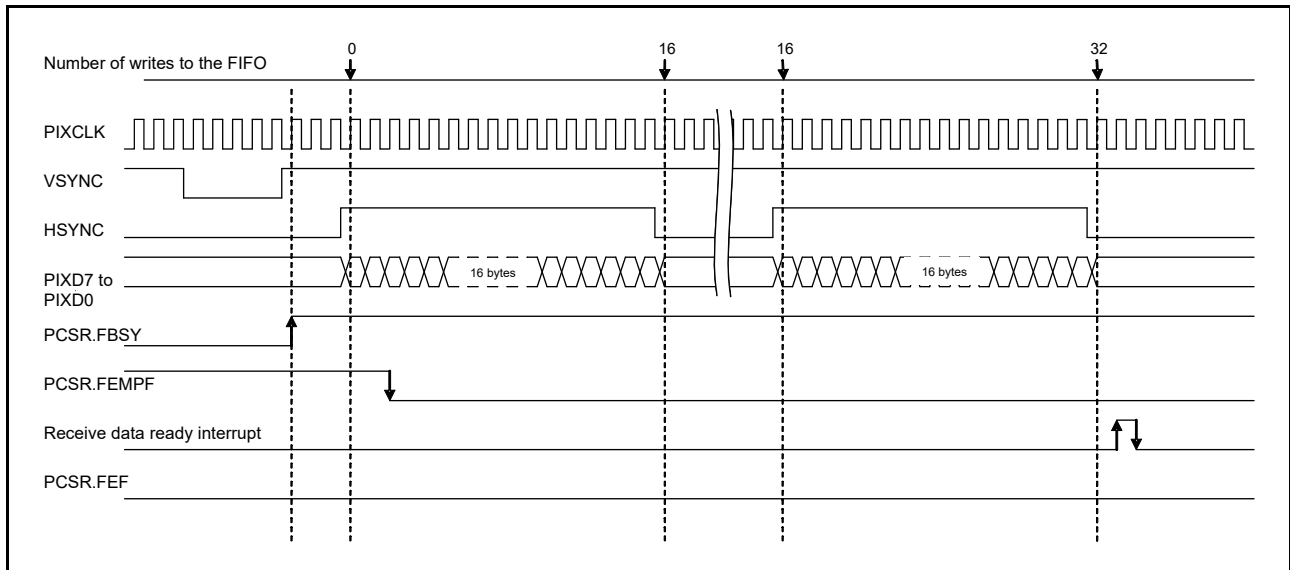 0 16 16 32
Number of writes to the FIFO
PIXCLK
VSYNC
HSYNC
PIXD7 to
PIXD0
16 bytes 16 bytes
PCSR.FBSY
PCSR.FEMPF
Receive data ready interrupt
PCSR.FEF